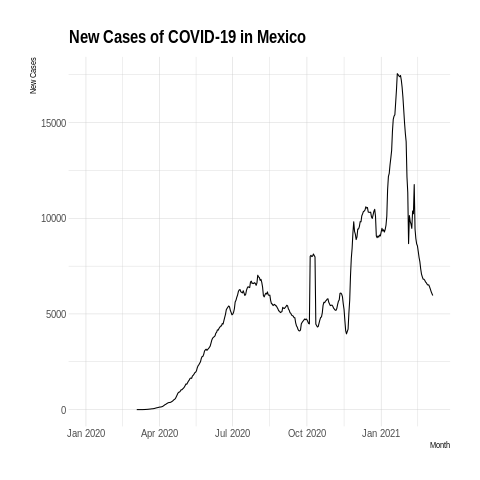 New Cases of COVID-19 in Mexico
New Cases
15000
10000
5000
0
Jan 2020 Apr 2020 Jul 2020 Oct 2020 Jan 2021
Month